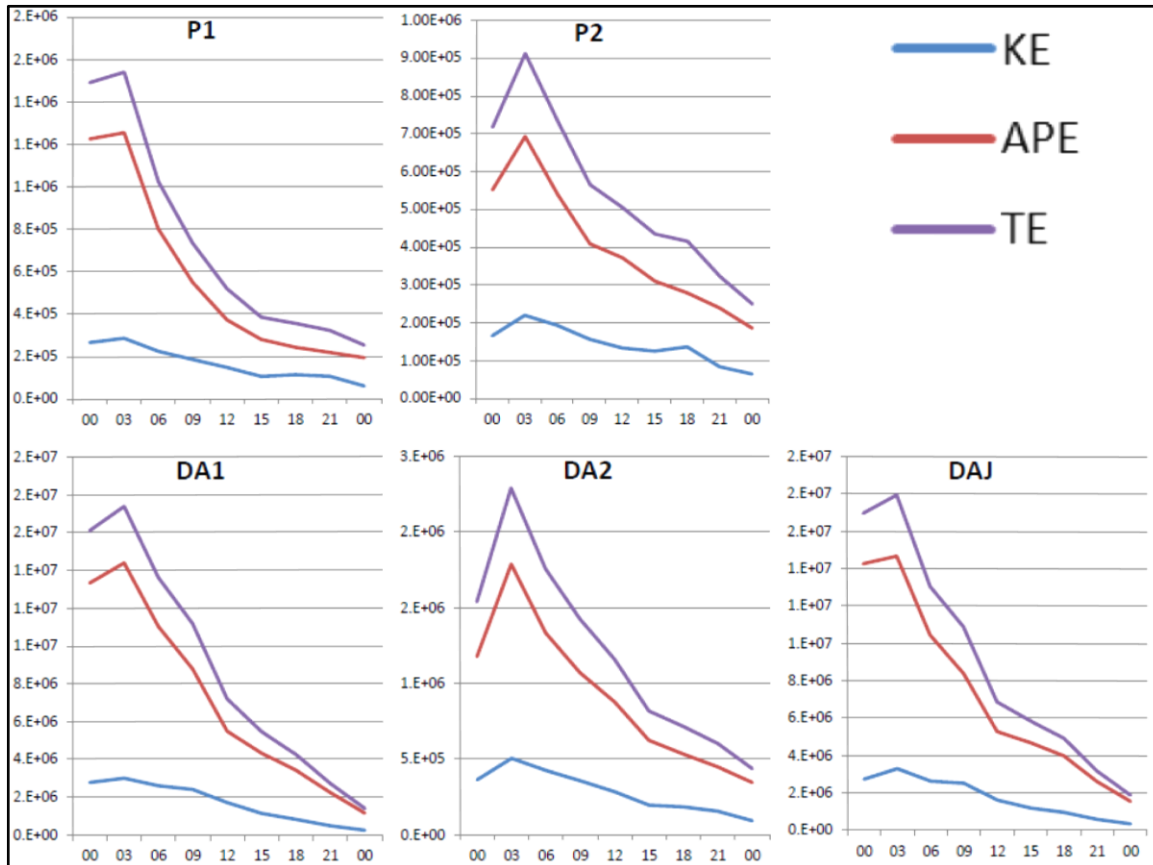 P1
2.E+06
2.E+06
1.E+06
1.E+06
1.E+06
8.E+05
6.E+05
4.E+05
2.E+05
0.E+00
00 03 06 09 12 15 18 21 00
P2
1.00E+06
9.00E+05
8.00E+05
7.00E+05
6.00E+05
5.00E+05
4.00E+05
3.00E+05
2.00E+05
1.00E+05
0.00E+00
00 03 06 09 12 15 18 21 00
KE
APE
TE
DA1
2.E+07
2.E+07
2.E+07
1.E+07
1.E+07
1.E+07
8.E+06
6.E+06
4.E+06
2.E+06
0.E+00
00 03 06 09 12 15 18 21 00
DA2
3.E+06
2.E+06
2.E+06
1.E+06
5.E+05
0.E+00
00 03 06 09 12 15 18 21 00
DAJ
2.E+07
2.E+07
2.E+07
1.E+07
1.E+07
1.E+07
8.E+06
6.E+06
4.E+06
2.E+06
0.E+00
00 03 06 09 12 15 18 21 00